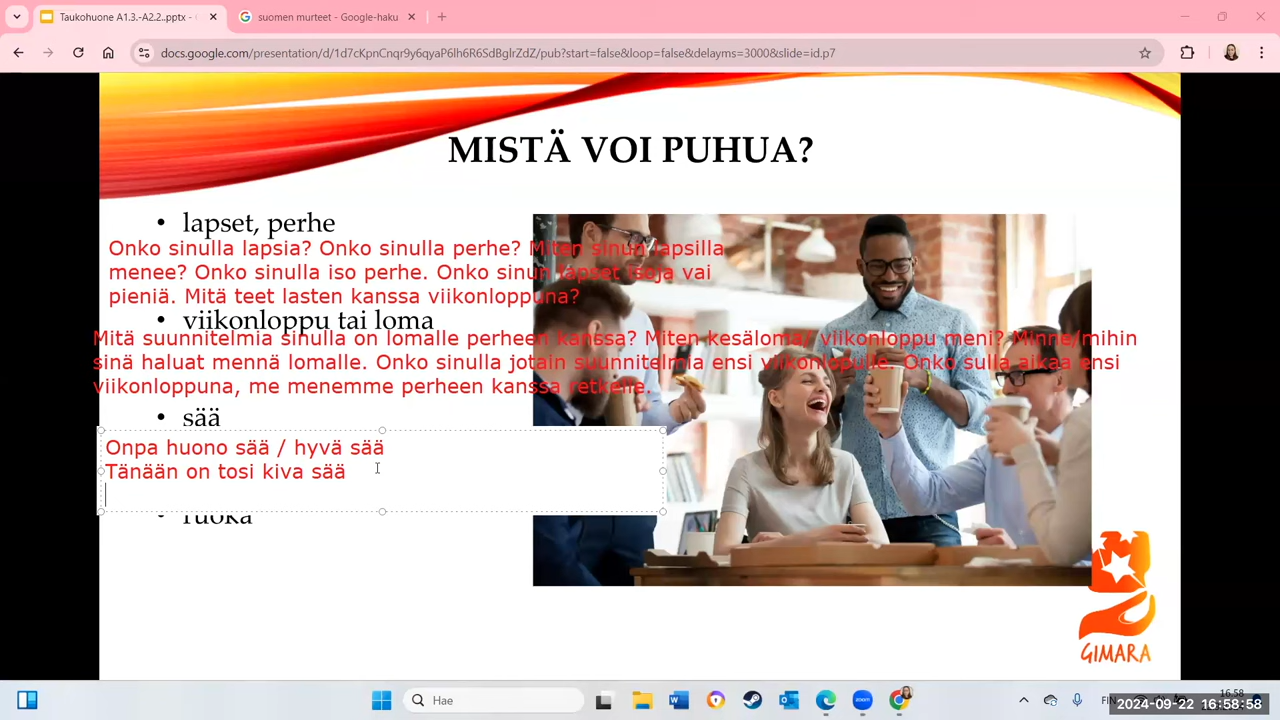 Taukohuone A1.3.-A2.2..pptx -
suomen murteet - Google-haku
docs.google.com/presentation/d/1d7cKpnCnqr9y6qyaP6lh6R6SdBglrZdZ/pub?start=false&loop=false&delayms=3000&slide=id.p7
MISTÄ VOI PUHUA?
• lapset, perhe
Onko sinulla lapsia? Onko sinulla perhe? Miten sinun lapsilla
menee? Onko sinulla iso perhe. Onko sinun lapset isoja vai
pieniä. Mitä teet lasten kanssa viikonloppuna?
• viikonloppu tai loma
Mitä suunnitelmia sinulla on lomalle perheen kanssa? Miten kesäloma/ viikonloppu meni? Minne/mihin
sinä haluat mennä lomalle. Onko sinulla jotain suunnitelmia ensi viikonlopulle. Onko sulla aikaa ensi
viikonloppuna, me menemme perheen kanssa retkelle.
• sää
Onpa huono sää / hyvä sää
Tänään on tosi kiva sää
• ruoka
GIMARA
Hae
FIN
16.58
2024-09-22 16:58:58